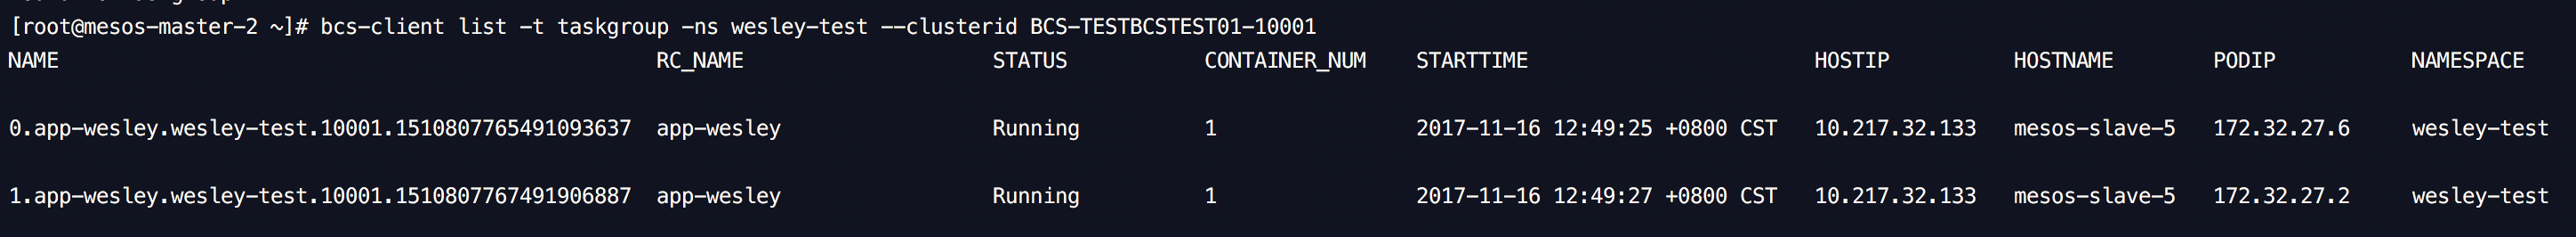 [root@mesos-master-2 ~]# bcs-client list -t taskgroup -ns wesley-test --clusterid BCS-TESTBCSTEST01-10001
NAME RC_NAME STATUS CONTAINER_NUM STARTTIME HOSTIP HOSTNAME PODIP NAMESPACE
0.app-wesley.wesley-test.10001.1510807765491093637 app-wesley Running 1 2017-11-16 12:49:25 +0800 CST 10.217.32.133 mesos-slave-5 172.32.27.6 wesley-test
1.app-wesley.wesley-test.10001.1510807767491906887 app-wesley Running 1 2017-11-16 12:49:27 +0800 CST 10.217.32.133 mesos-slave-5 172.32.27.2 wesley-test